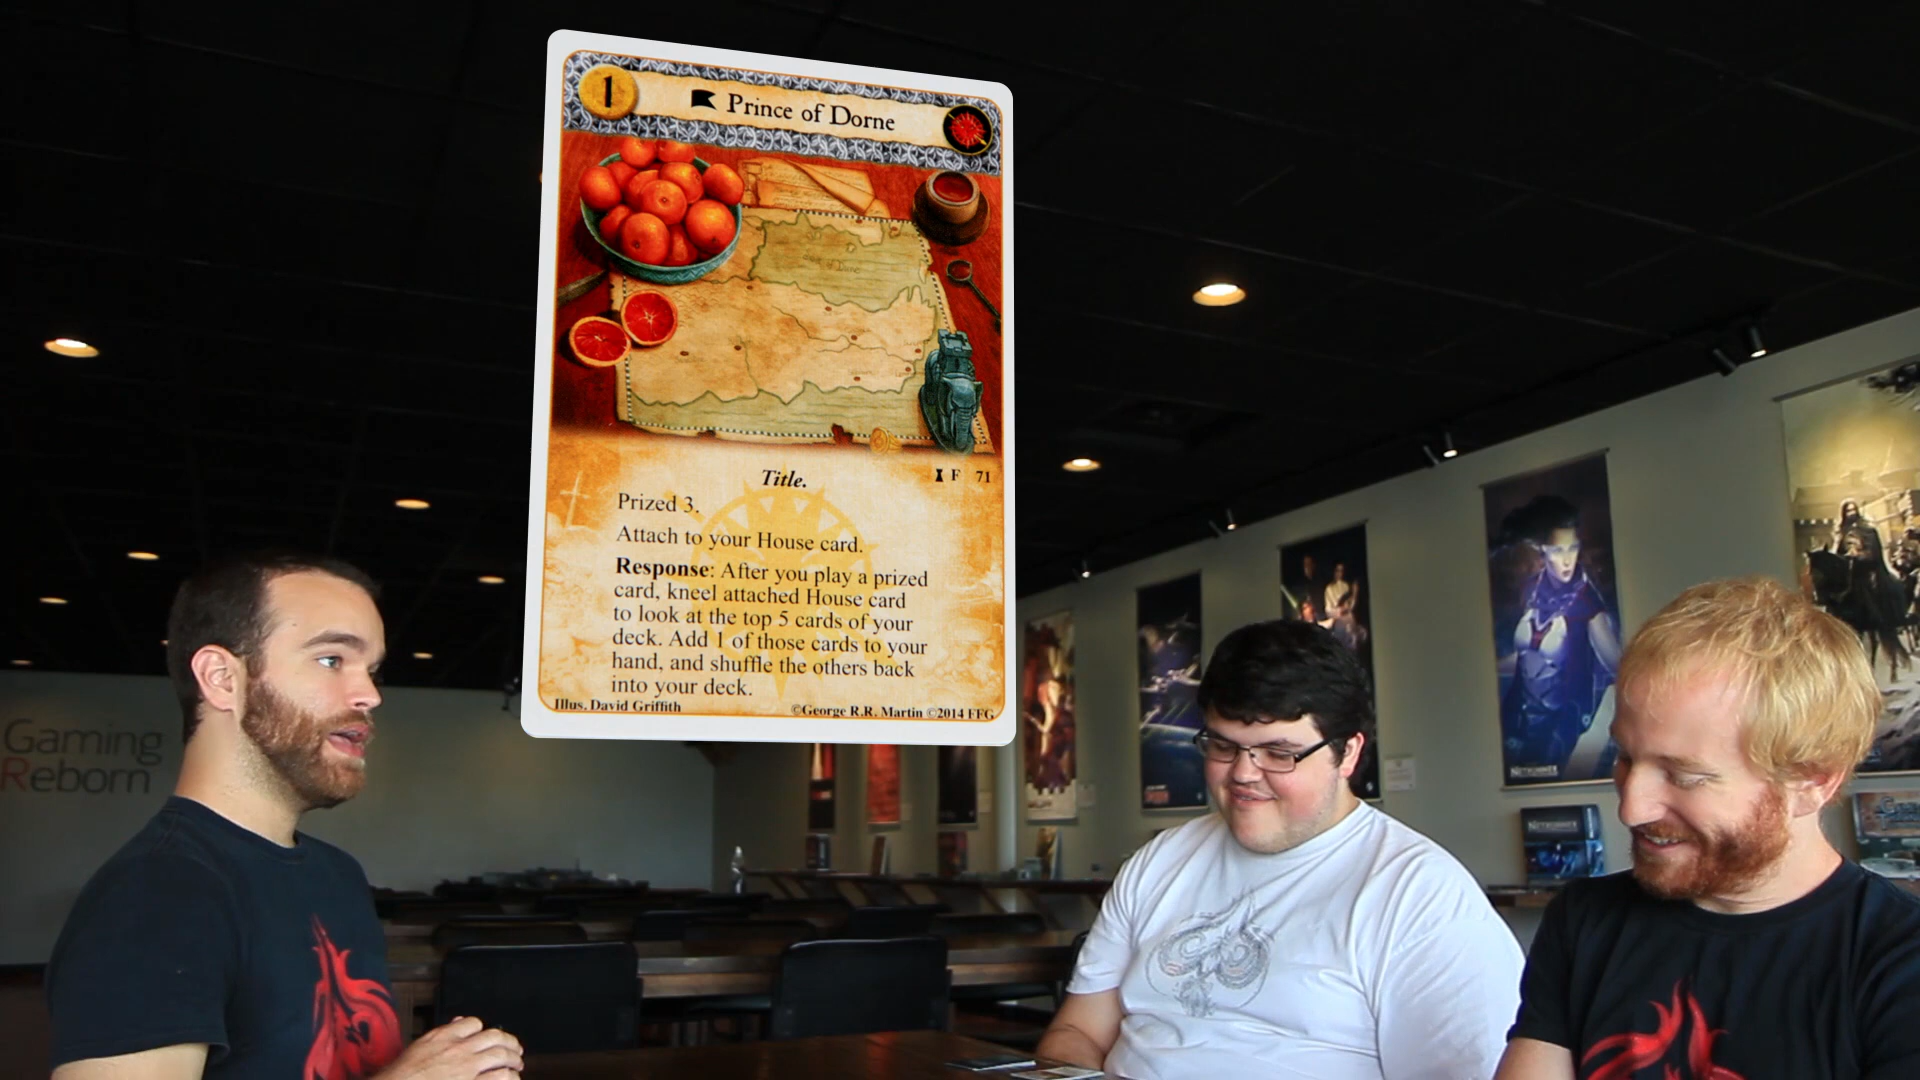 1
Prince of Dorne
Title.
F 71
Prized 3.
Attach to your House card.
Response: After you play a prized
card, kneel attached House card
to look at the top 5 cards of your
deck. Add 1 of those cards to your
hand, and shuffle the others back
into your deck.
Illus. David Griffith
©George R.R. Martin ©2014 FFG
Gaming
Reborn
NETRUNNER
NETRUNNER